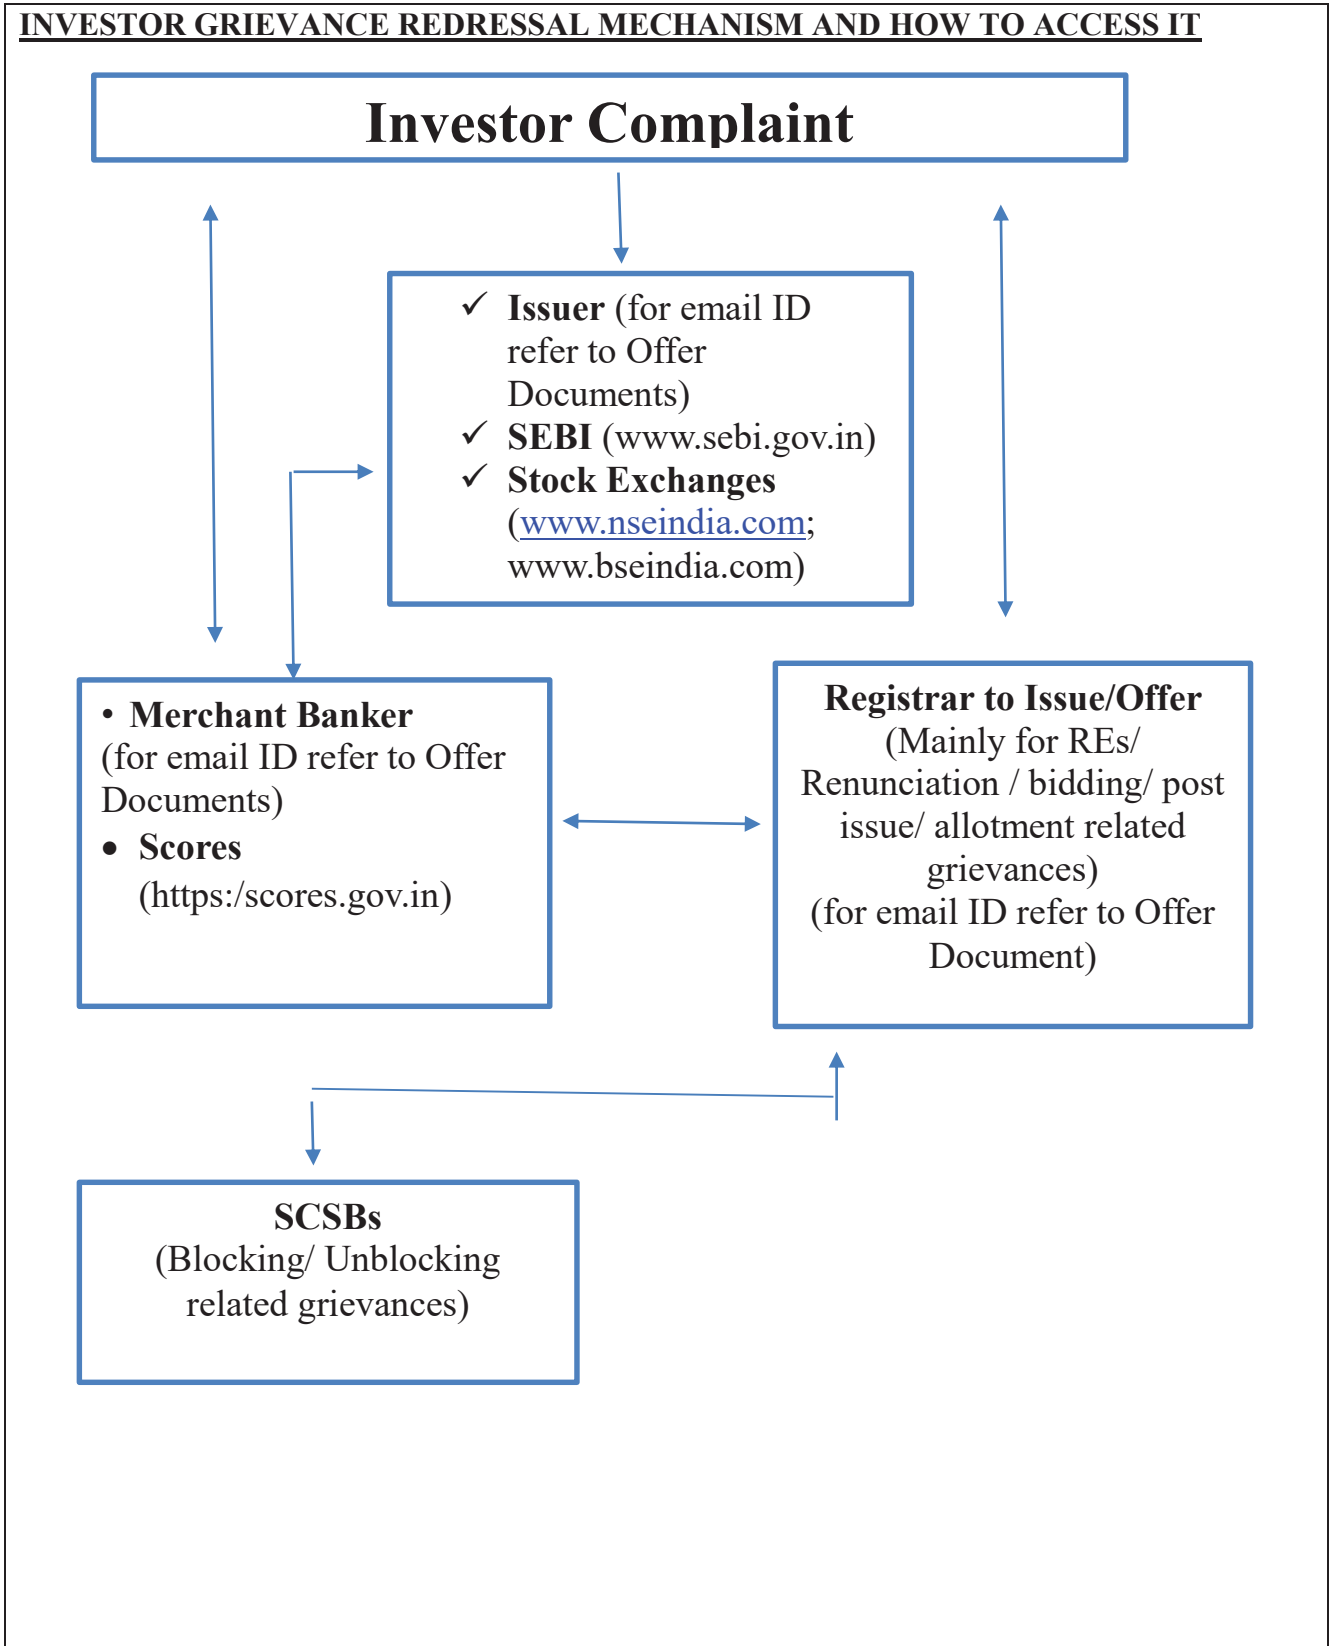 INVESTOR GRIEVANCE REDRESSAL MECHANISM AND HOW TO ACCESS IT
Investor Complaint
✓ Issuer (for email ID
refer to Offer
Documents)
✓ SEBI (www.sebi.gov.in)
✓ Stock Exchanges
(www.nseindia.com;
www.bseindia.com)
• Merchant Banker
(for email ID refer to Offer
Documents)
• Scores
(https:/scores.gov.in)
Registrar to Issue/Offer
(Mainly for REs/
Renunciation / bidding/ post
issue/ allotment related
grievances)
(for email ID refer to Offer
Document)
SCSBs
(Blocking/ Unblocking
related grievances)